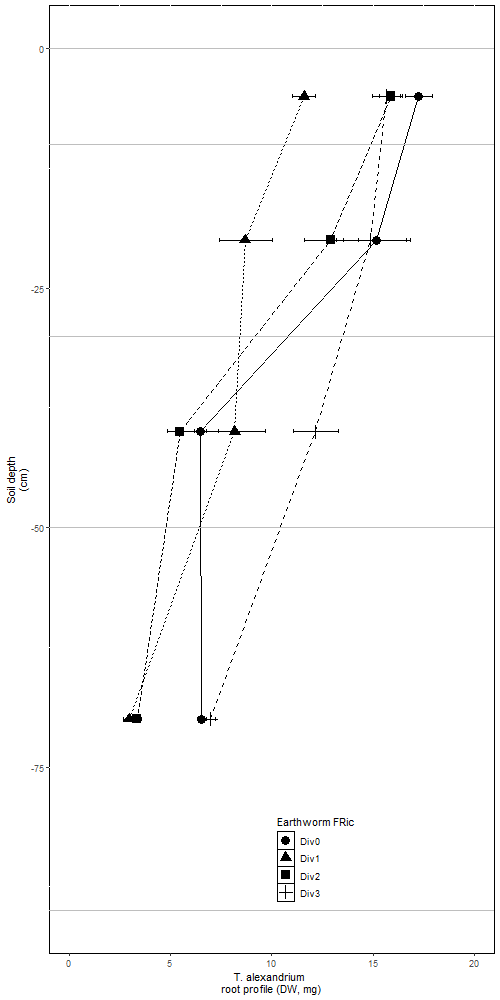 0
-25
-50
-75
Soil depth
(cm)
Earthworm FRic
Div0
Div1
Div2
Div3
0 5 10 15 20
T. alexandrium
root profile (DW, mg)